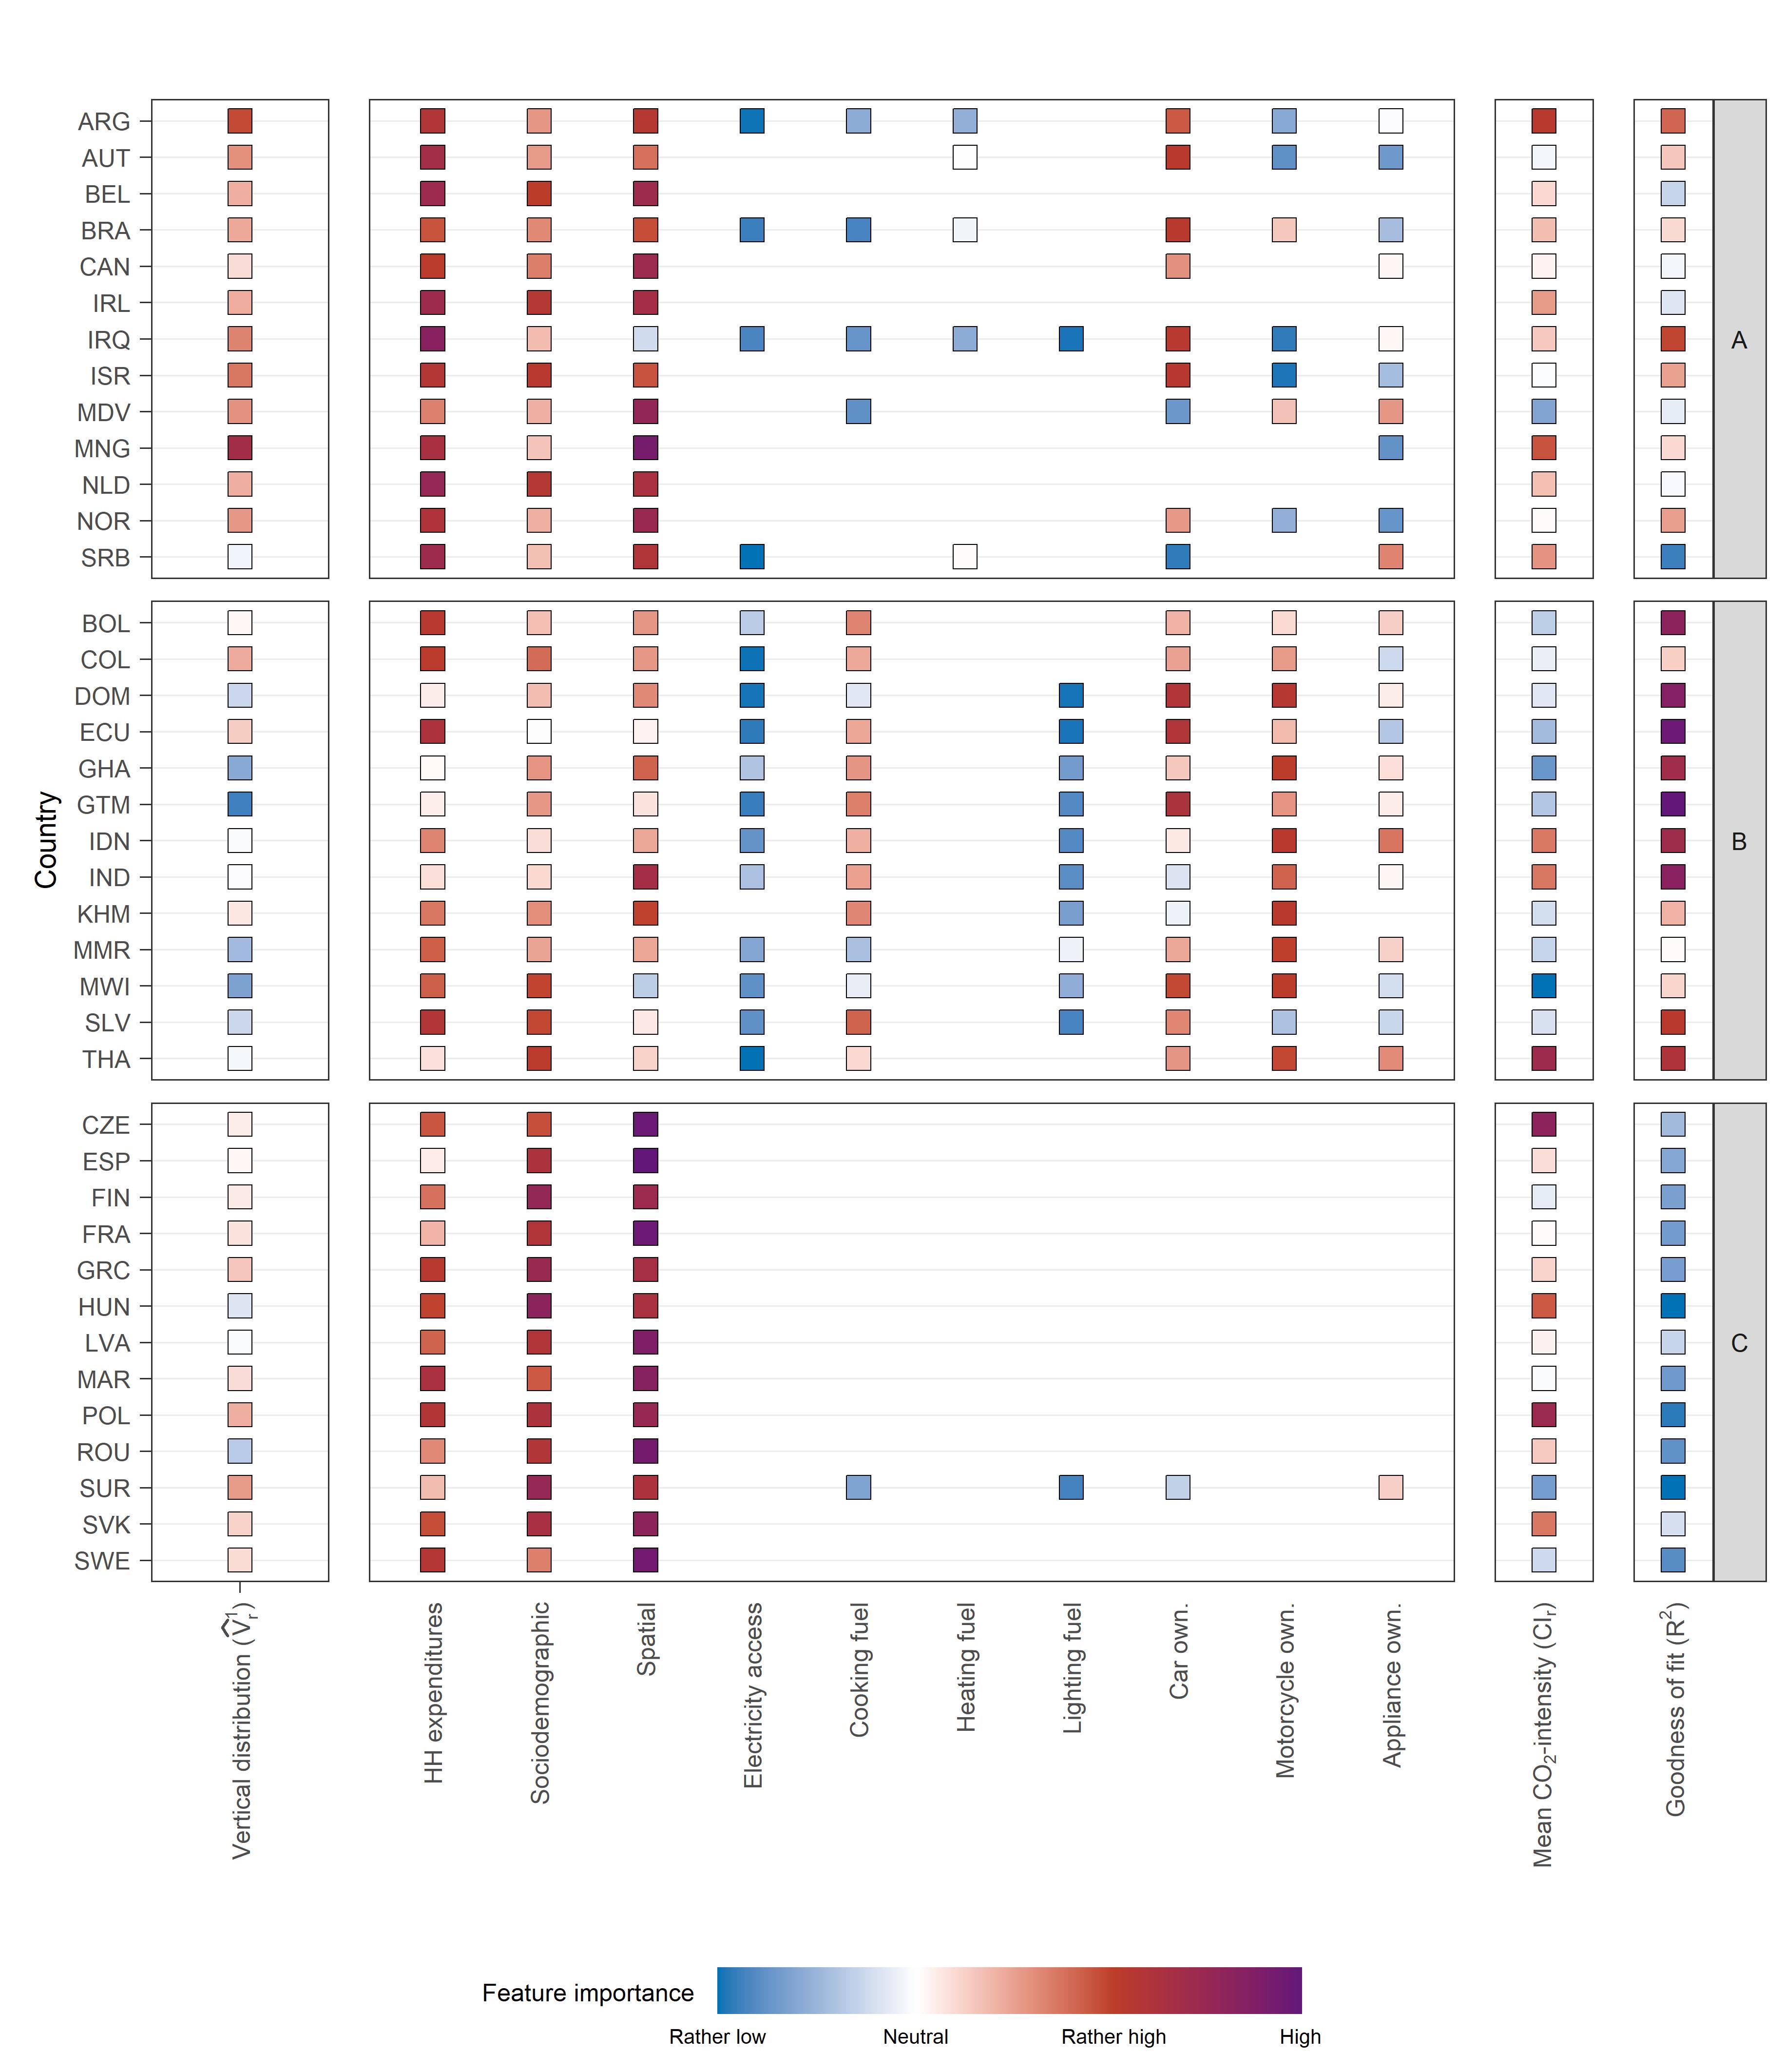 Country
ARG
AUT
BEL
BRA
CAN
IRL
IRQ
ISR
MDV
MNG
NLD
NOR
SRB
A
BOL
COL
DOM
ECU
GHA
GTM
IDN
IND
KHM
MMR
MWI
SLV
THA
B
CZE
ESP
FIN
FRA
GRC
HUN
LVA
MAR
POL
ROU
SUR
SVK
SWE
C
Vertical distribution (V̂r¹)
HH expenditures
Sociodemographic
Spatial
Electricity access
Cooking fuel
Heating fuel
Lighting fuel
Car own.
Motorcycle own.
Appliance own.
Mean CO₂-intensity (CIr)
Goodness of fit (R²)
Feature importance
Rather low
Neutral
Rather high
High